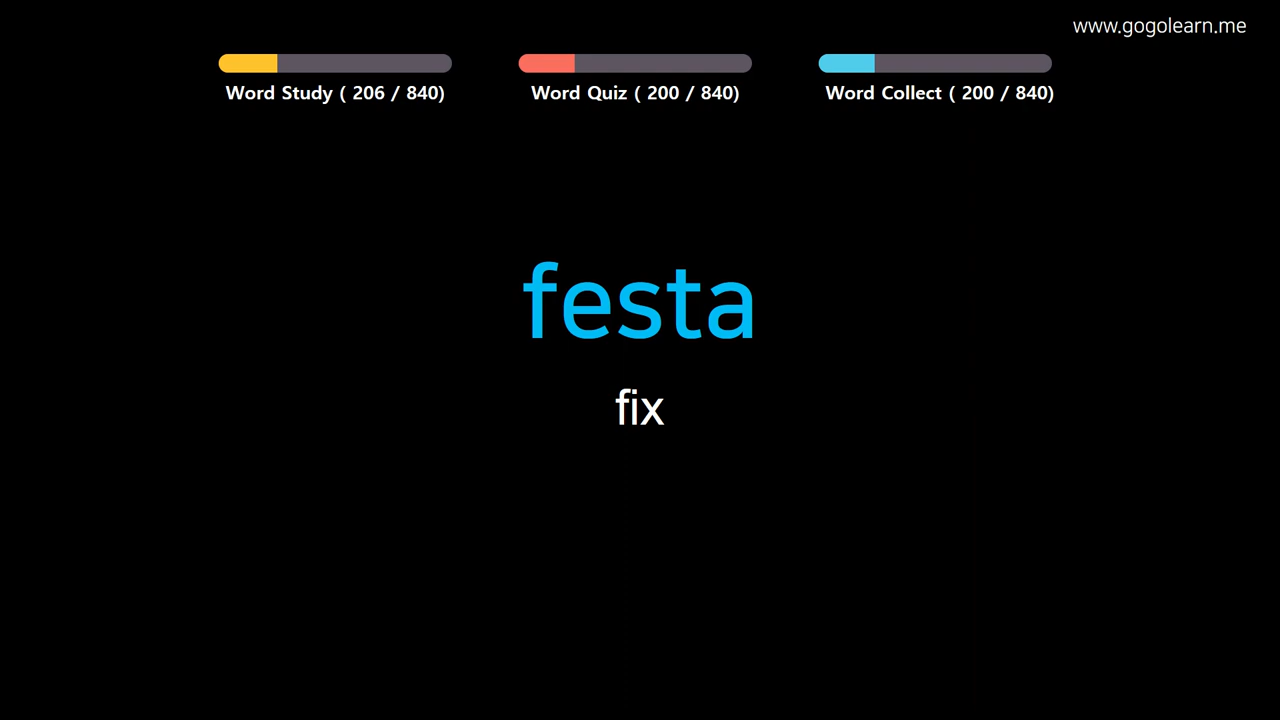 www.gogolearn.me
Word Study ( 206 / 840)
Word Quiz ( 200 / 840)
Word Collect ( 200 / 840)
festa
fix